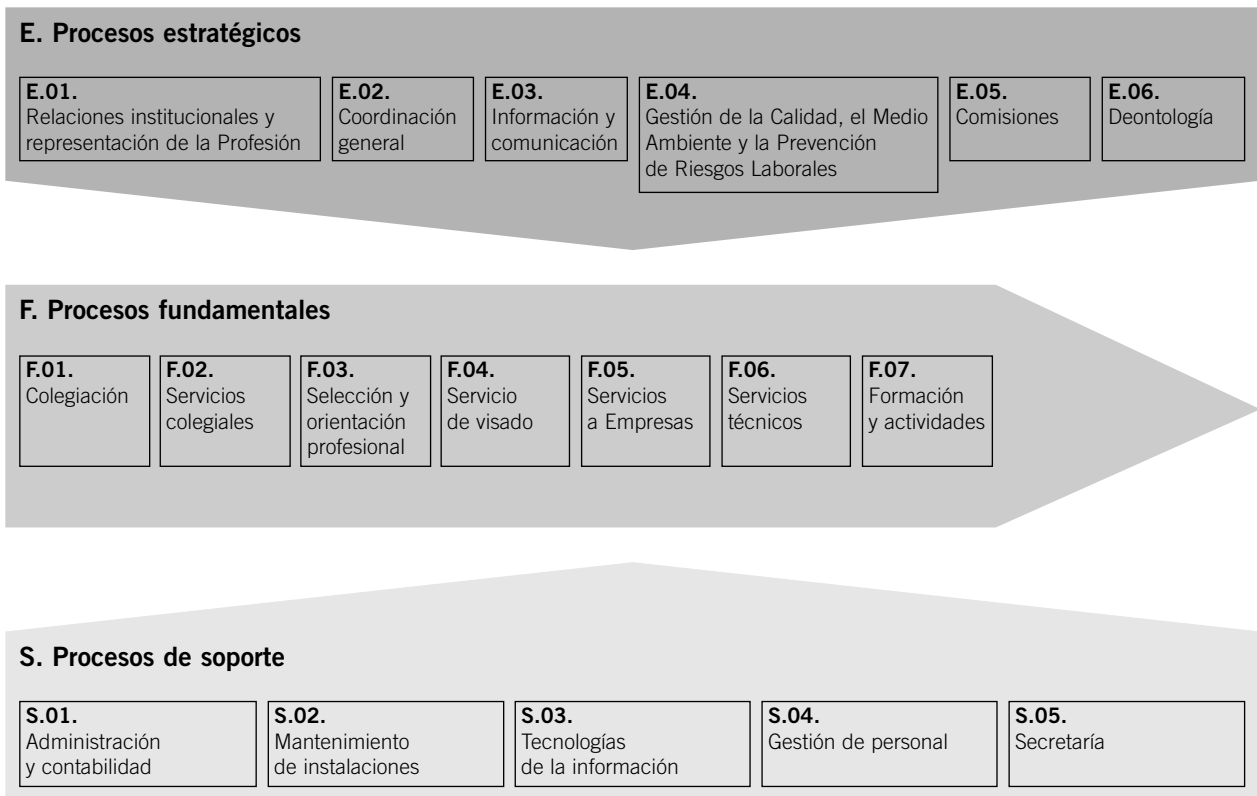 E. Procesos estratégicos
E.01.
Relaciones institucionales y
representación de la Profesión
E.02.
Coordinación
general
E.03.
Información y
comunicación
E.04.
Gestión de la Calidad, el Medio
Ambiente y la Prevención
de Riesgos Laborales
E.05.
Comisiones
E.06.
Deontología
F. Procesos fundamentales
F.01.
Colegiación
F.02.
Servicios
colegiales
F.03.
Selección y
orientación
profesional
F.04.
Servicio
de visado
F.05.
Servicios
a Empresas
F.06.
Servicios
técnicos
F.07.
Formación
y actividades
S. Procesos de soporte
S.01.
Administración
y contabilidad
S.02.
Mantenimiento
de instalaciones
S.03.
Tecnologías
de la información
S.04.
Gestión de personal
S.05.
Secretaría